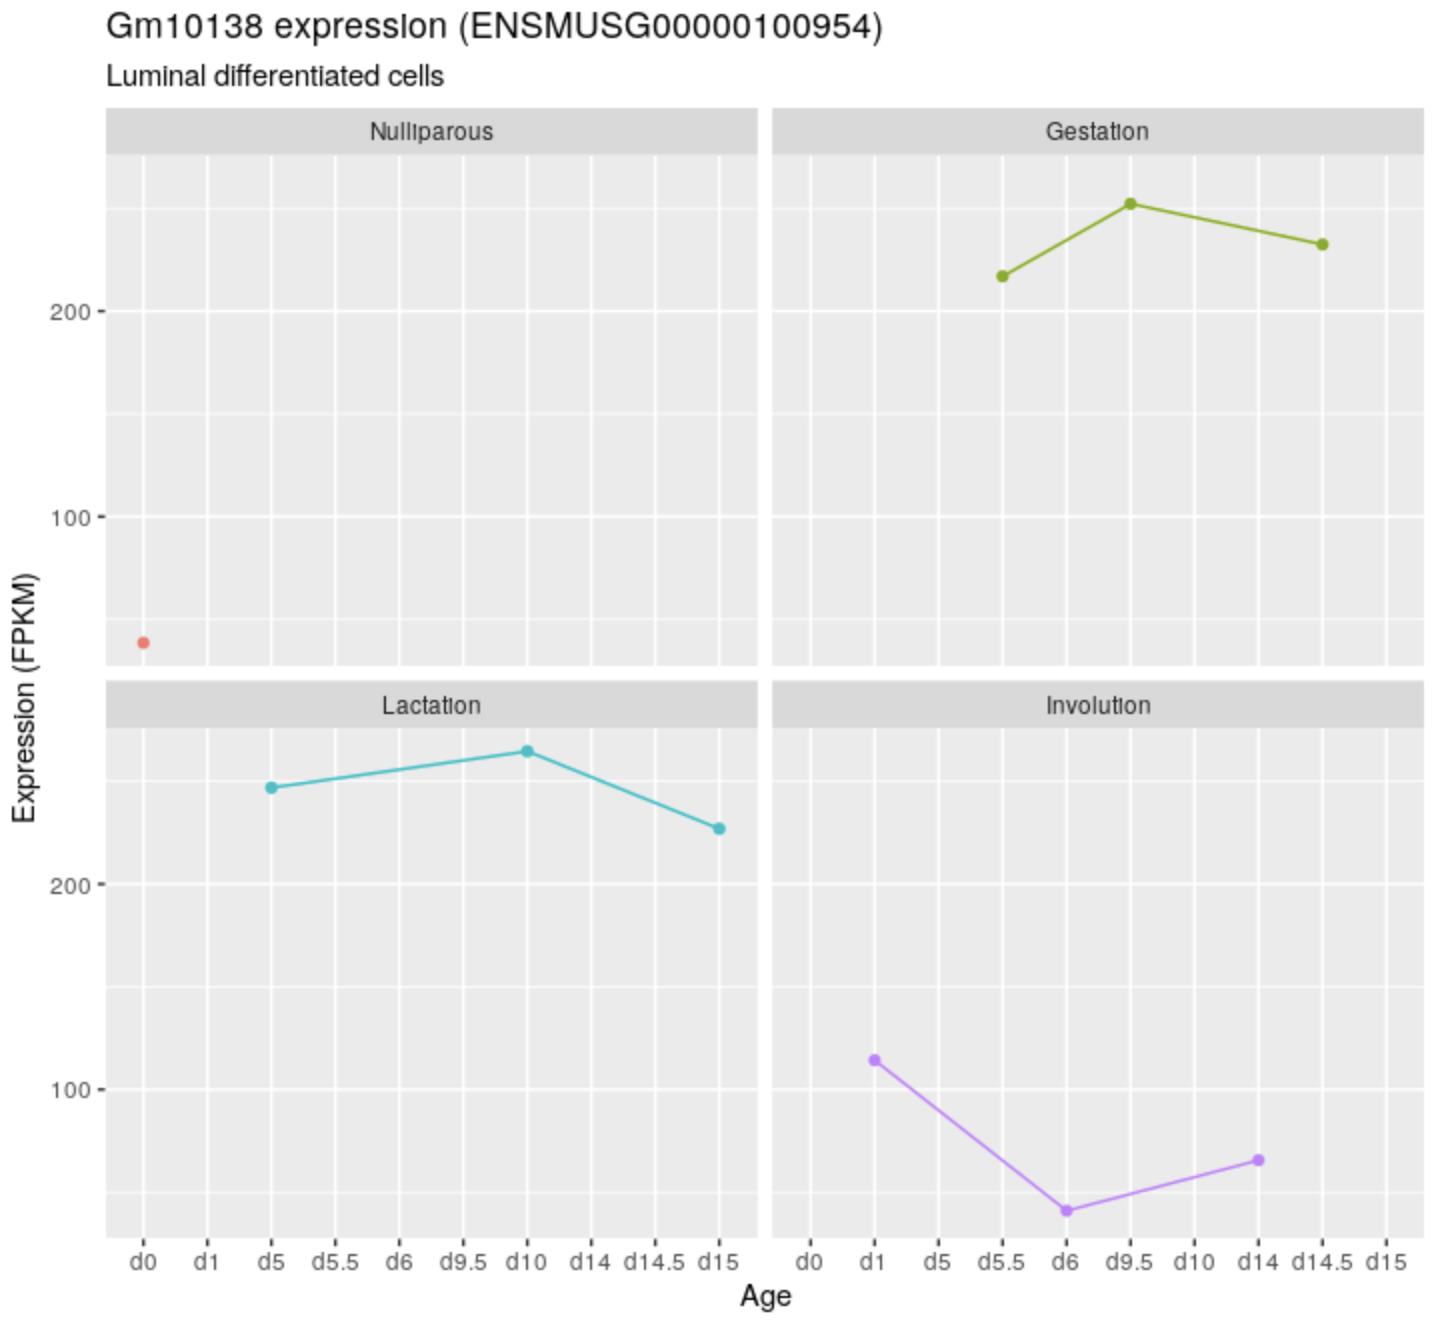 Gm10138 expression (ENSMUSG00000100954)
Luminal differentiated cells
Nulliparous
Gestation
200
100
Expression (FPKM)
Lactation
Involution
200
100
d0 d1 d5 d5.5 d6 d9.5 d10 d14 d14.5 d15
d0 d1 d5 d5.5 d6 d9.5 d10 d14 d14.5 d15
Age